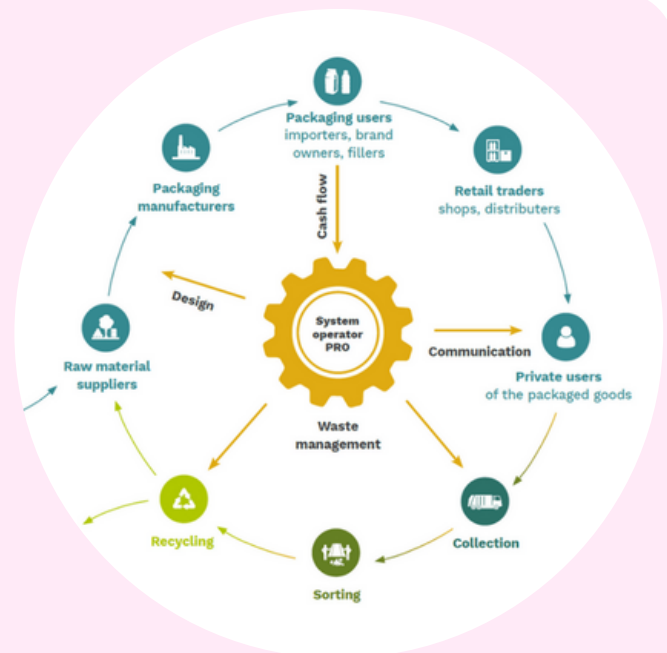 Packaging users
importers, brand
owners, fillers
Packaging
manufacturers
Retail traders
shops, distributers
Cash flow
Design
System
operator
PRO
Raw material
suppliers
Communication
Private users
of the packaged goods
Waste
management
Recycling
Collection
Sorting